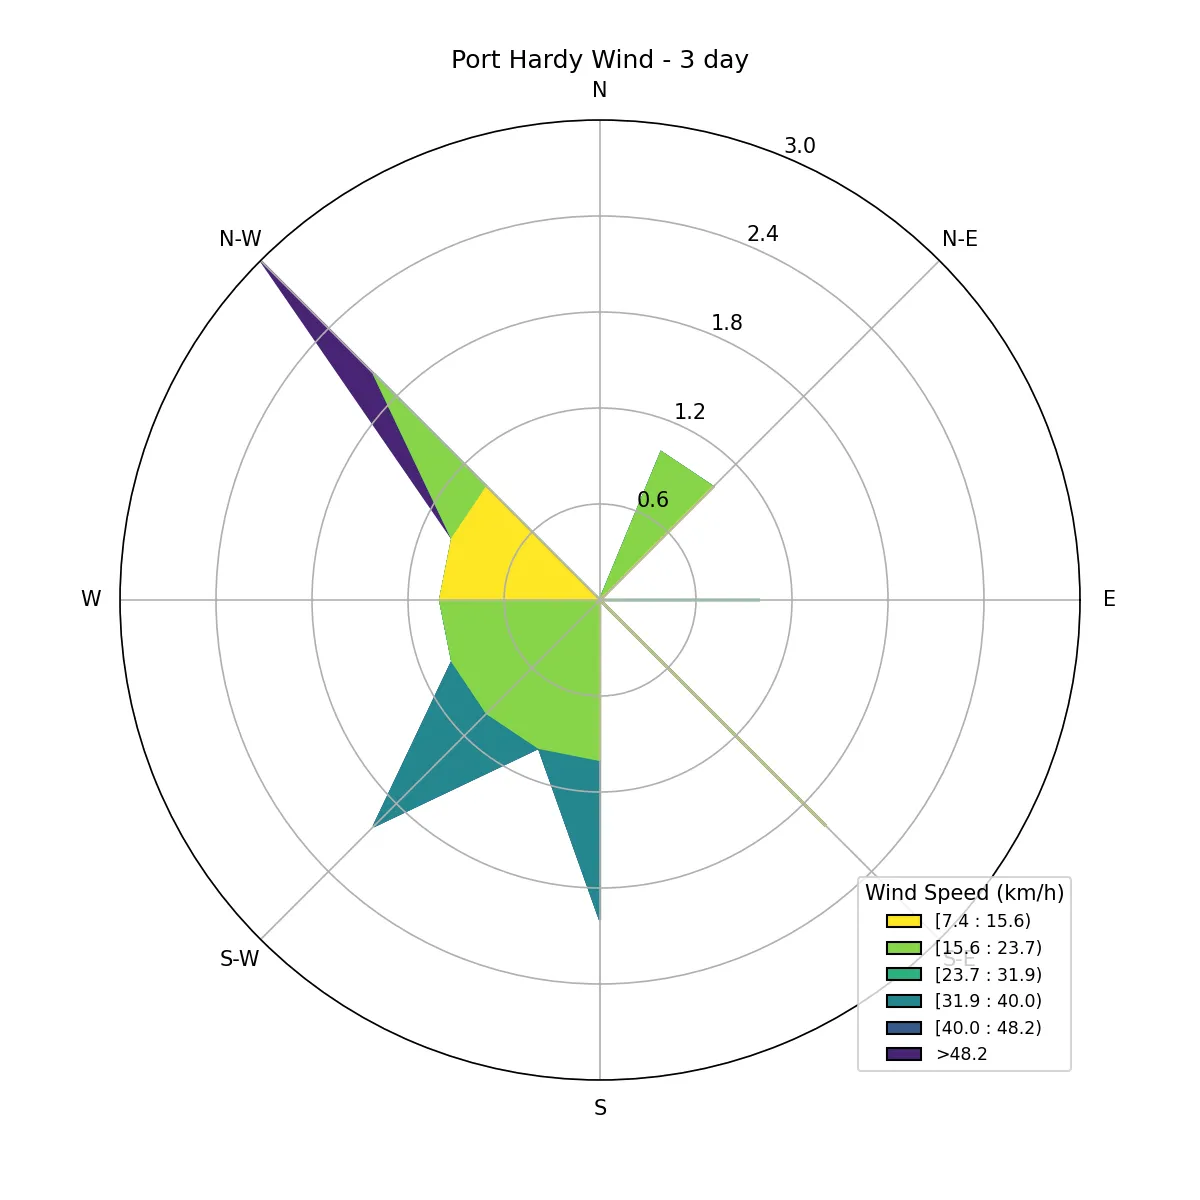 Port Hardy Wind - 3 day
N
3.0
N-W
2.4
N-E
1.8
1.2
0.6
W
E
S-W
S-E
S
Wind Speed (km/h)
[7.4 : 15.6)
[15.6 : 23.7)
[23.7 : 31.9)
[31.9 : 40.0)
[40.0 : 48.2)
>48.2